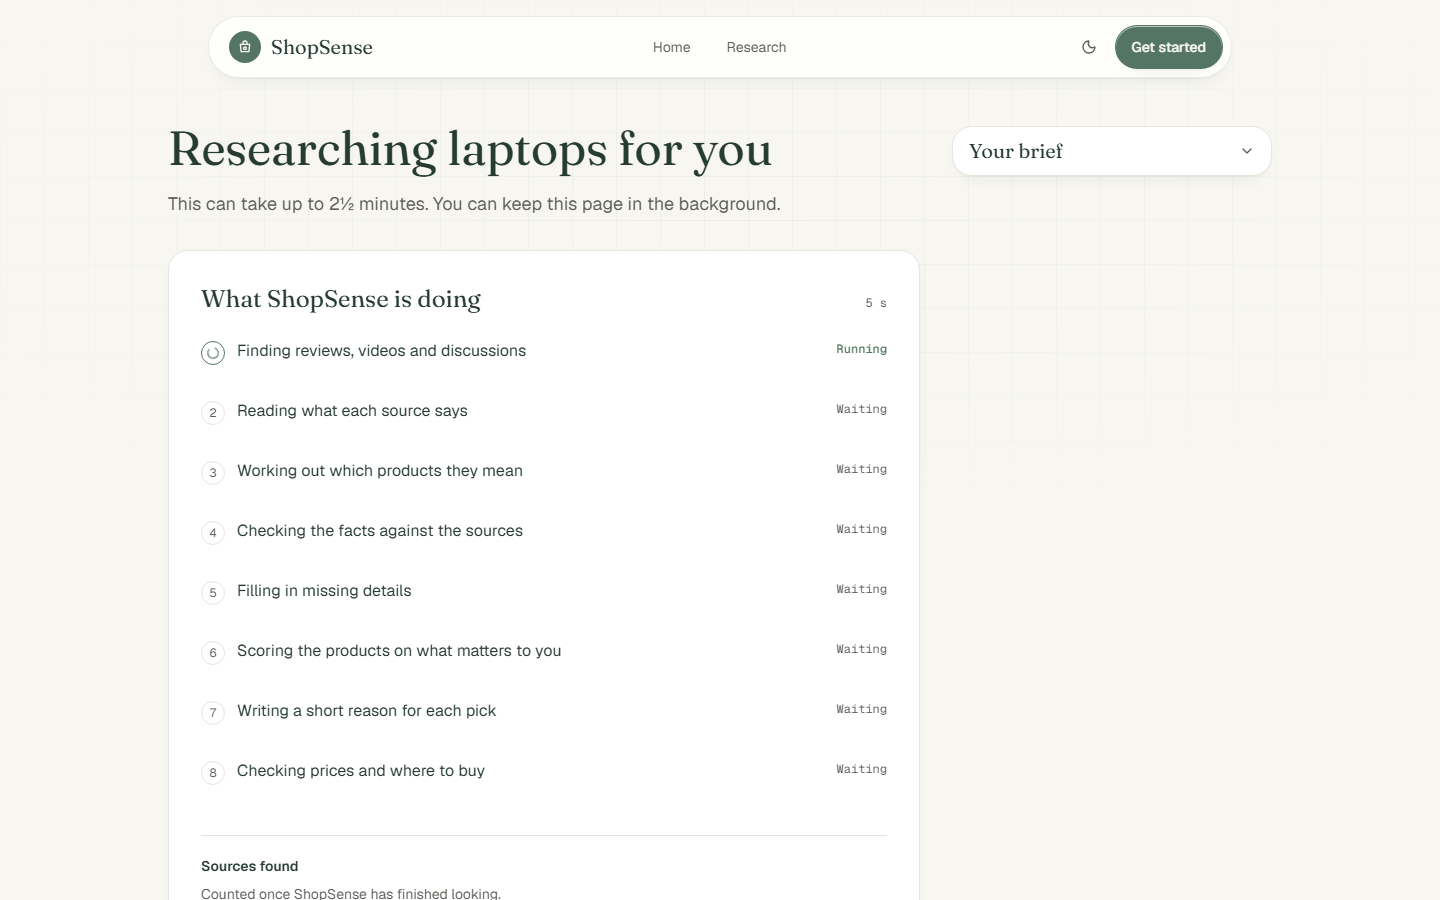 ShopSense
Home
Research
Get started
Researching laptops for you
This can take up to 2½ minutes. You can keep this page in the background.
Your brief
What ShopSense is doing
5 s
Finding reviews, videos and discussions
Running
2
Reading what each source says
Waiting
3
Working out which products they mean
Waiting
4
Checking the facts against the sources
Waiting
5
Filling in missing details
Waiting
6
Scoring the products on what matters to you
Waiting
7
Writing a short reason for each pick
Waiting
8
Checking prices and where to buy
Waiting
Sources found
Counted once ShopSense has finished looking.